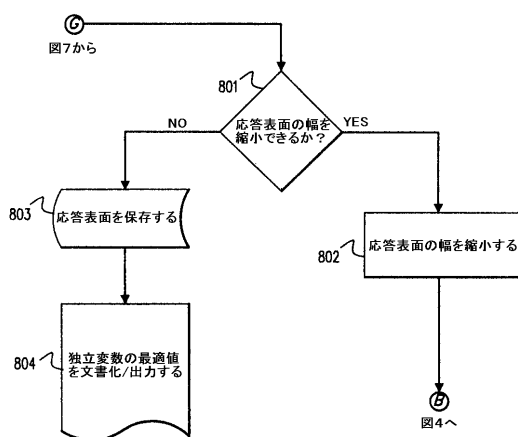 G
図7から
801
応答表面の幅を
縮小できるか？
NO
YES
803
応答表面を保存する
802
応答表面の幅を縮小する
804
独立変数の最適値
を文書化/出力する
B
図4へ